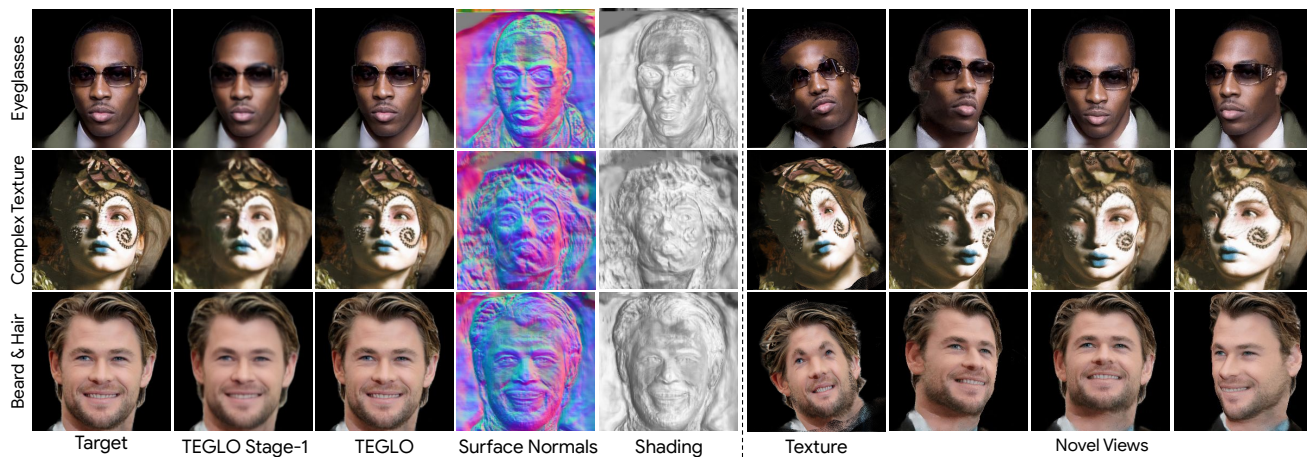 Eyeglasses
Complex Texture
Beard & Hair
Target
TEGLO Stage-1
TEGLO
Surface Normals
Shading
Texture
Novel Views